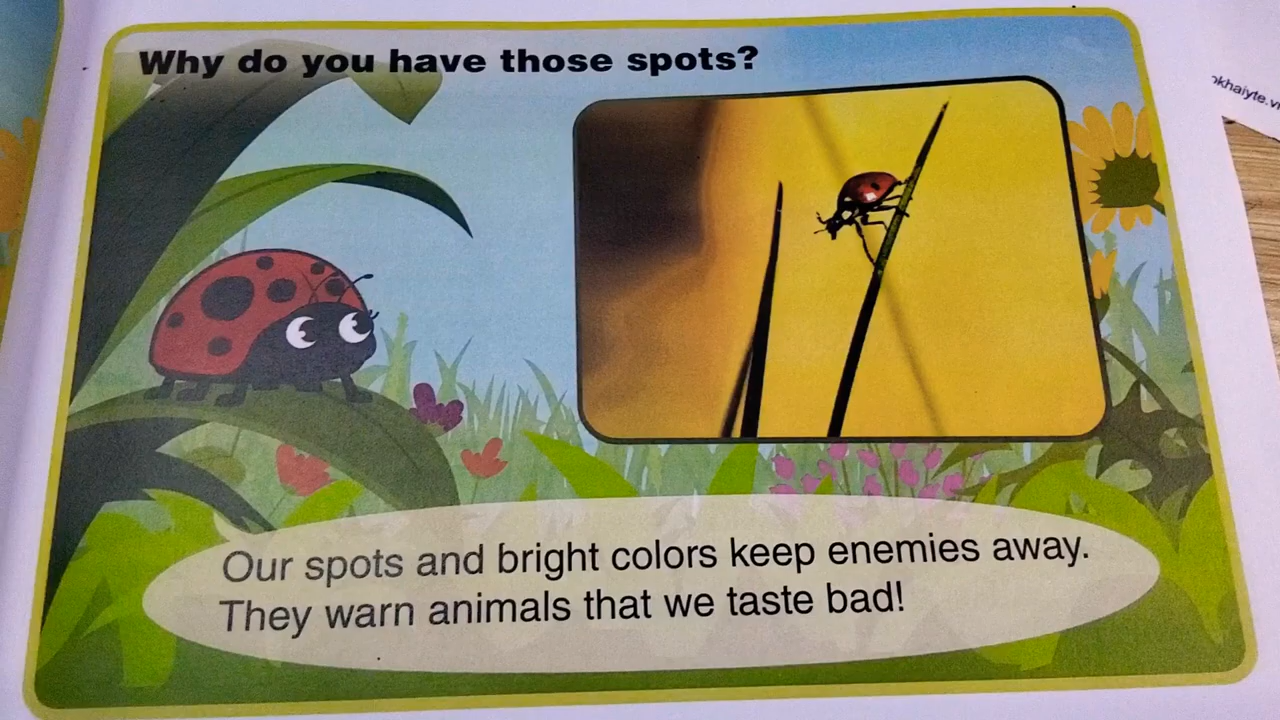 Why do you have those spots?
Our spots and bright colors keep enemies away.
They warn animals that we taste bad!